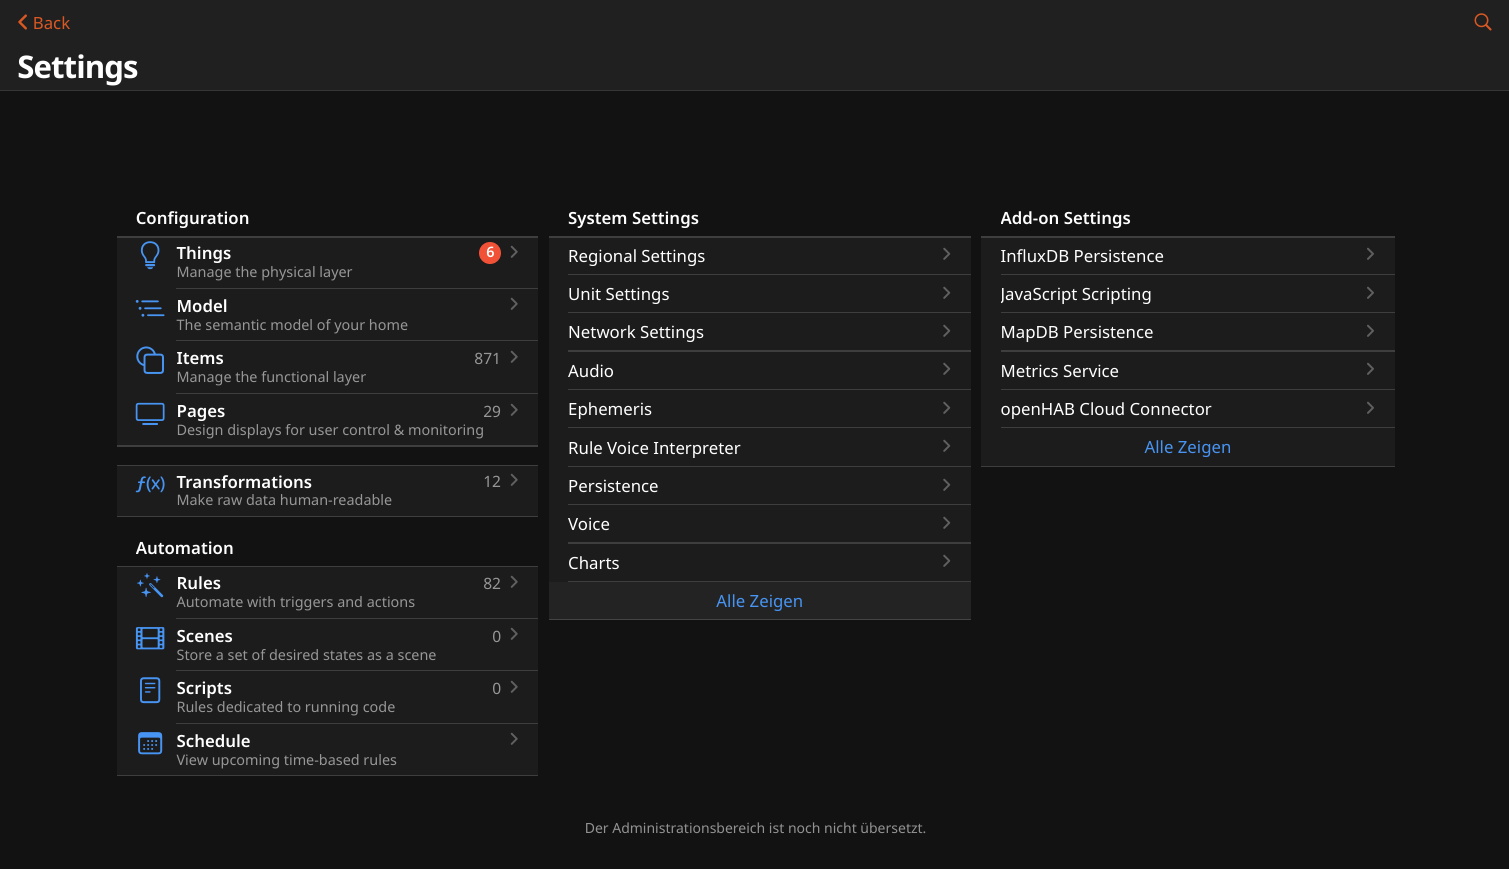 Back
Settings
Configuration
Things 6
Manage the physical layer
Model
The semantic model of your home
Items 871
Manage the functional layer
Pages 29
Design displays for user control & monitoring
ƒ(x) Transformations 12
Make raw data human-readable
Automation
Rules 82
Automate with triggers and actions
Scenes 0
Store a set of desired states as a scene
Scripts 0
Rules dedicated to running code
Schedule
View upcoming time-based rules
System Settings
Regional Settings
Unit Settings
Network Settings
Audio
Ephemeris
Rule Voice Interpreter
Persistence
Voice
Charts
Alle Zeigen
Add-on Settings
InfluxDB Persistence
JavaScript Scripting
MapDB Persistence
Metrics Service
openHAB Cloud Connector
Alle Zeigen
Der Administrationsbereich ist noch nicht übersetzt.